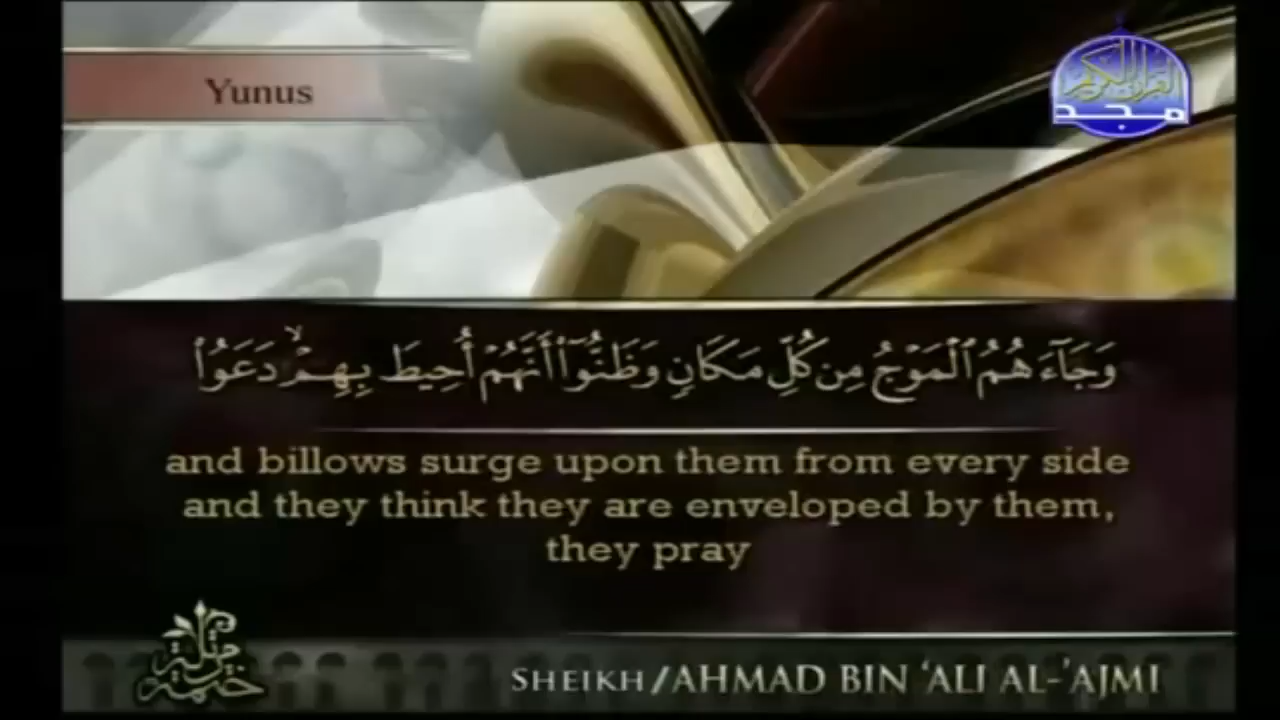 Yunus
القرآن الكريم
مجد
وَجَآءَهُمُ ٱلْمَوْجُ مِن كُلِّ مَكَانٍ وَظَنُّوٓا۟ أَنَّهُمْ أُحِيطَ بِهِمْ ۙ دَعَوُا۟
and billows surge upon them from every side
and they think they are enveloped by them,
they pray
ختمة مرتلة
SHEIKH/AHMAD BIN ‘ALI AL-’AJMI